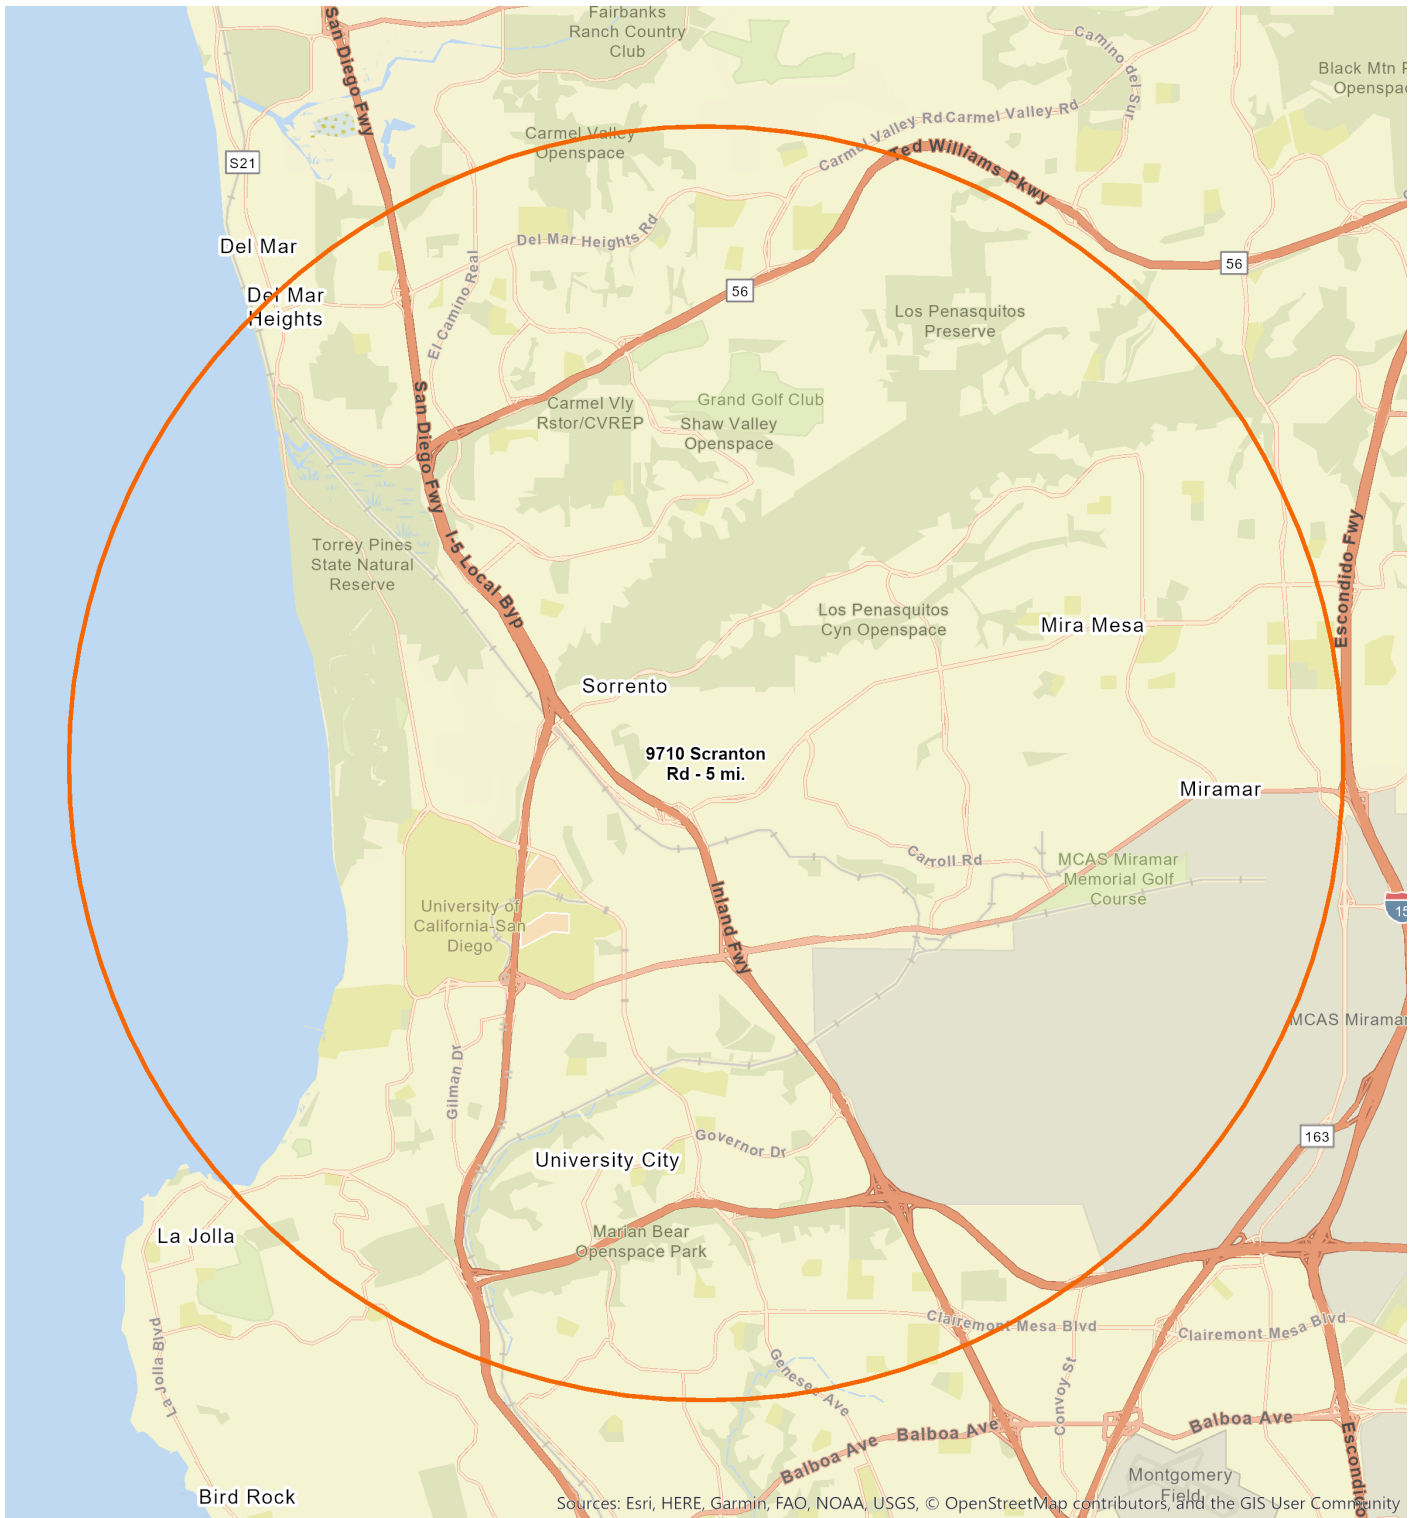 Fairbanks
Ranch Country
Club
San Diego Fwy
Camino del Sur
Black Mtn
Openspac
Carmel Valley Rd
Carmel Valley Rd
Carmel Valley
Openspace
Ted Williams Pkwy
S21
Del Mar
Del Mar Heights Rd
El Camino Real
56
56
Del Mar
Heights
Los Penasquitos
Preserve
San Diego Fwy
Carmel Vly
Rstor/CVREP
Grand Golf Club
Shaw Valley
Openspace
Escondido Fwy
I-5 Local Byp
Torrey Pines
State Natural
Reserve
Los Penasquitos
Cyn Openspace
Mira Mesa
Sorrento
9710 Scranton
Rd - 5 mi.
Miramar
Carroll Rd
MCAS Miramar
Memorial Golf
Course
Inland Fwy
University of
California-San
Diego
15
MCAS Miramar
Gilman Dr
Governor Dr
163
University City
La Jolla
Marian Bear
Openspace Park
La Jolla Blvd
Clairemont Mesa Blvd
Clairemont Mesa Blvd
Genesee Ave
Convoy St
Balboa Ave
Balboa Ave
Balboa Ave
Escondido
Montgomery
Field
Bird Rock
Sources: Esri, HERE, Garmin, FAO, NOAA, USGS, © OpenStreetMap contributors, and the GIS User Community